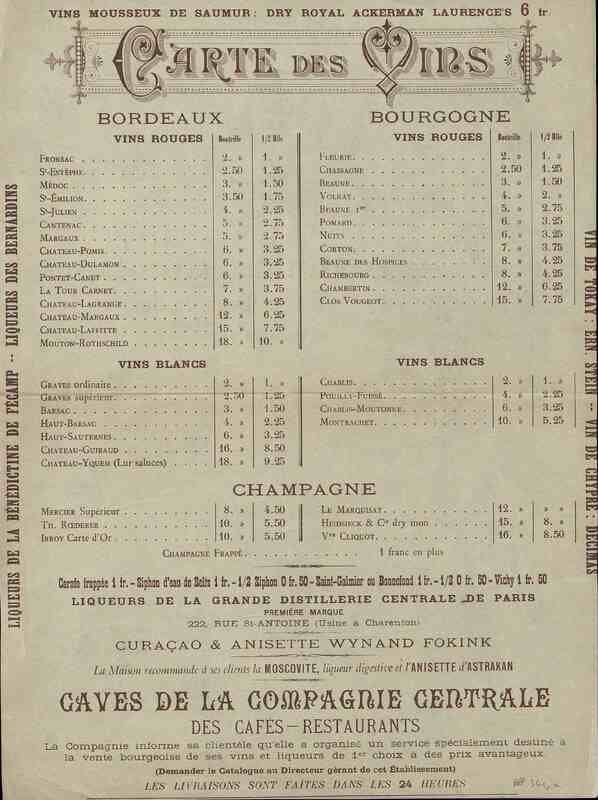 VINS MOUSSEUX DE SAUMUR: DRY ROYAL ACKERMAN LAURENCE'S 6 fr.
CARTE DES VINS
BORDEAUX
VINS ROUGES Bouteille 1/2 Blle
FRONSAC 2. » 1. »
St-ESTÈPHE 2.50 1.25
MÉDOC 3. » 1.50
St-ÉMILION 3.50 1.75
St-JULIEN 4. » 2.25
CANTENAC 5. » 2.75
MARGAUX 5. » 2.75
CHATEAU-POMIS 6. » 3.25
CHATEAU-DULAMON 6. » 3.25
PONTET-CANET 6. » 3.25
LA TOUR CARNET 7. » 3.75
CHATEAU-LAGRANGE 8. » 4.25
CHATEAU-MARGAUX 12. » 6.25
CHATEAU-LAFFITTE 15. » 7.75
MOUTON-ROTHSCHILD 18. » 10. »
VINS BLANCS
GRAVES ordinaire 2. » 1. »
GRAVES supérieur 2.50 1.25
BARSAC 3. » 1.50
HAUT-BARSAC 4. » 2.25
HAUT-SAUTERNES 6. » 3.25
CHATEAU-GUIRAUD 16. » 8.50
CHATEAU-YQUEM (Lur saluces) 18. » 9.25
BOURGOGNE
VINS ROUGES Bouteille 1/2 Blle
FLEURIE 2. » 1. »
CHASSAGNE 2.50 1.25
BEAUNE 3. » 1.50
VOLNAY 4. » 2. »
BEAUNE 1er 5. » 2.75
POMARD 6. » 3.25
NUITS 6. » 3.25
CORTON 7. » 3.75
BEAUNE DES HOSPICES 8. » 4.25
RICHEBOURG 8. » 4.25
CHAMBERTIN 12. » 6.25
CLOS VOUGEOT 15. » 7.75
VINS BLANCS
CHABLIS 2. » 1. »
POUILLY-FUISSÉ 4. » 2.25
CHABLIS-MOUTONNE 6. » 3.25
MONTRACHET 10. » 5.25
CHAMPAGNE
MERCIER Supérieur 8. » 4.50
TH. RŒDERER 10. » 5.50
IRROY Carte d'Or 10. » 5.50
LE MARQUISAT 12. » » »
HEIDSIECK & Cie dry mon 15. » 8. »
Vve CLIQUOT 16. » 8.50
CHAMPAGNE FRAPPÉ 1 franc en plus
Carafe frappée 1 fr. - Siphon d'eau de Seltz 1 fr. - 1/2 Siphon 0 fr. 50 - Saint-Galmier ou Bonnefond 1 fr. - 1/2 0 fr. 50 - Vichy 1 fr. 50
LIQUEURS DE LA GRANDE DISTILLERIE CENTRALE DE PARIS
PREMIÈRE MARQUE
222, RUE St-ANTOINE (Usine à Charenton)
CURAÇAO & ANISETTE WYNAND FOKINK
La Maison recommande à ses clients la MOSCOVITE, liqueur digestive et l'ANISETTE d'ASTRAKAN
CAVES DE LA COMPAGNIE CENTRALE
DES CAFÉS-RESTAURANTS
La Compagnie informe sa clientèle qu'elle a organisé un service spécialement destiné à
la vente bourgeoise de ses vins et liqueurs de 1er choix à des prix avantageux
(Demander le Catalogue au Directeur gérant de cet Établissement)
LES LIVRAISONS SONT FAITES DANS LES 24 HEURES
LIQUEURS DE LA BÉNÉDICTINE DE FÉCAMP -- LIQUEURS DES BERNARDINS
VIN DE TOKAY: ERN. STEIN -- VIN DE CHYPRE: DECIMAS